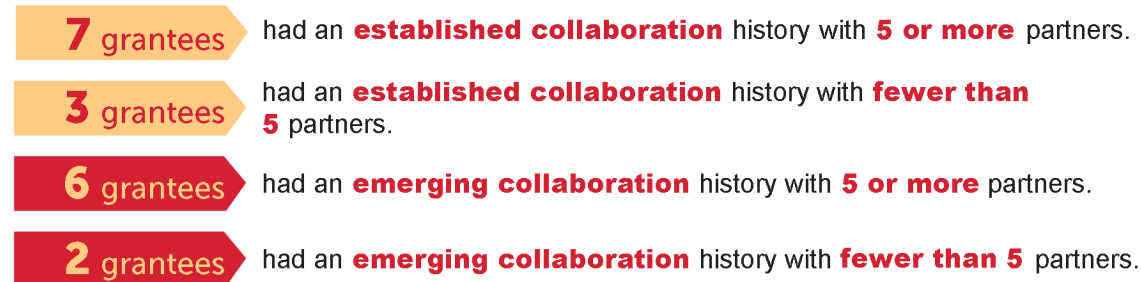 7 grantees had an established collaboration history with 5 or more partners.
3 grantees had an established collaboration history with fewer than
5 partners.
6 grantees had an emerging collaboration history with 5 or more partners.
2 grantees had an emerging collaboration history with fewer than 5 partners.